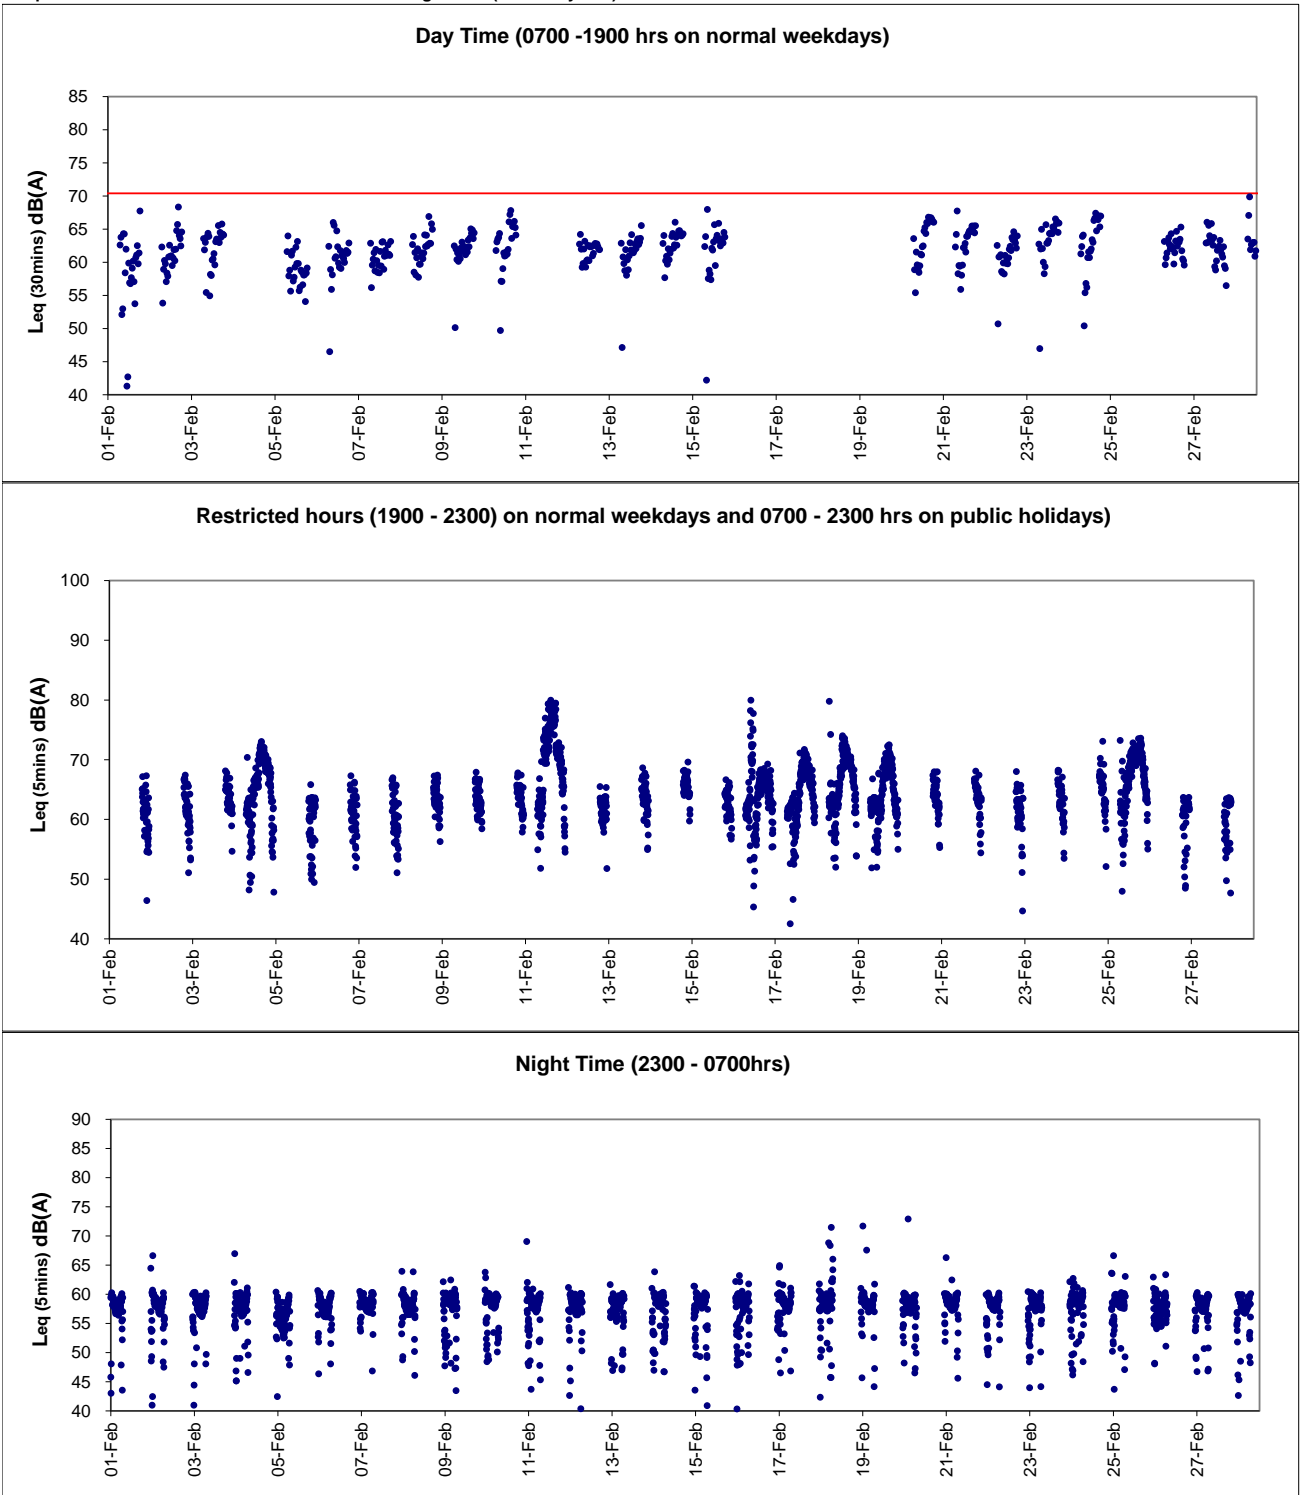 Day Time (0700 -1900 hrs on normal weekdays)
Leq (30mins) dB(A)
85
80
75
70
65
60
55
50
45
40
01-Feb
03-Feb
05-Feb
07-Feb
09-Feb
11-Feb
13-Feb
15-Feb
17-Feb
19-Feb
21-Feb
23-Feb
25-Feb
27-Feb
Restricted hours (1900 - 2300) on normal weekdays and 0700 - 2300 hrs on public holidays)
Leq (5mins) dB(A)
100
90
80
70
60
50
40
01-Feb
03-Feb
05-Feb
07-Feb
09-Feb
11-Feb
13-Feb
15-Feb
17-Feb
19-Feb
21-Feb
23-Feb
25-Feb
27-Feb
Night Time (2300 - 0700hrs)
Leq (5mins) dB(A)
90
85
80
75
70
65
60
55
50
45
40
01-Feb
03-Feb
05-Feb
07-Feb
09-Feb
11-Feb
13-Feb
15-Feb
17-Feb
19-Feb
21-Feb
23-Feb
25-Feb
27-Feb